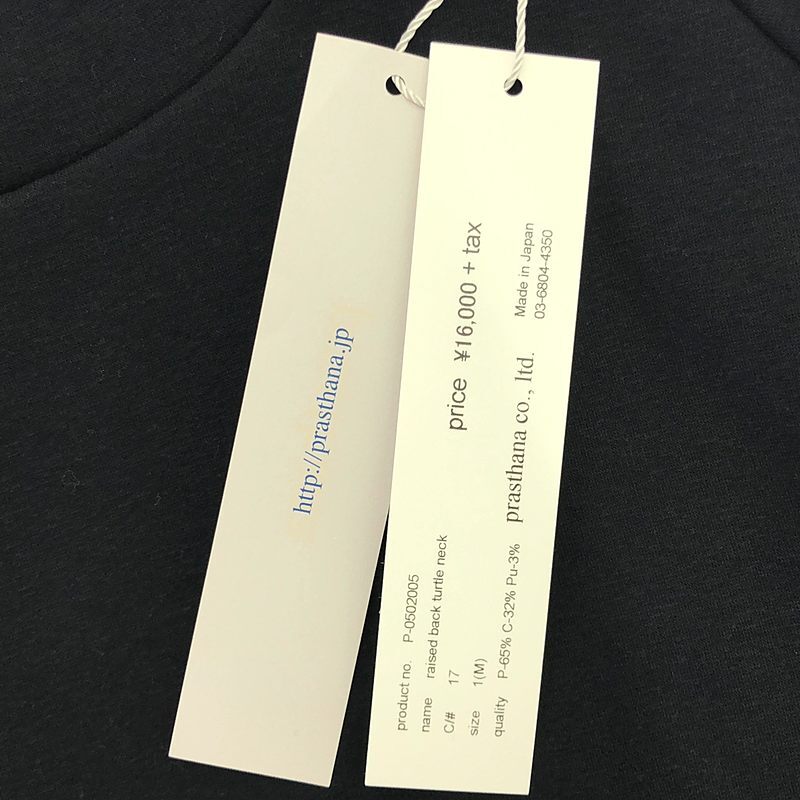 http://prasthana.jp
product no. P-0502005
name raised back turtle neck
C/# 17
size 1(M)
quality P-65% C-32% Pu-3%
price ¥16,000 + tax
prasthana co., ltd.
Made in Japan
03-6804-4350